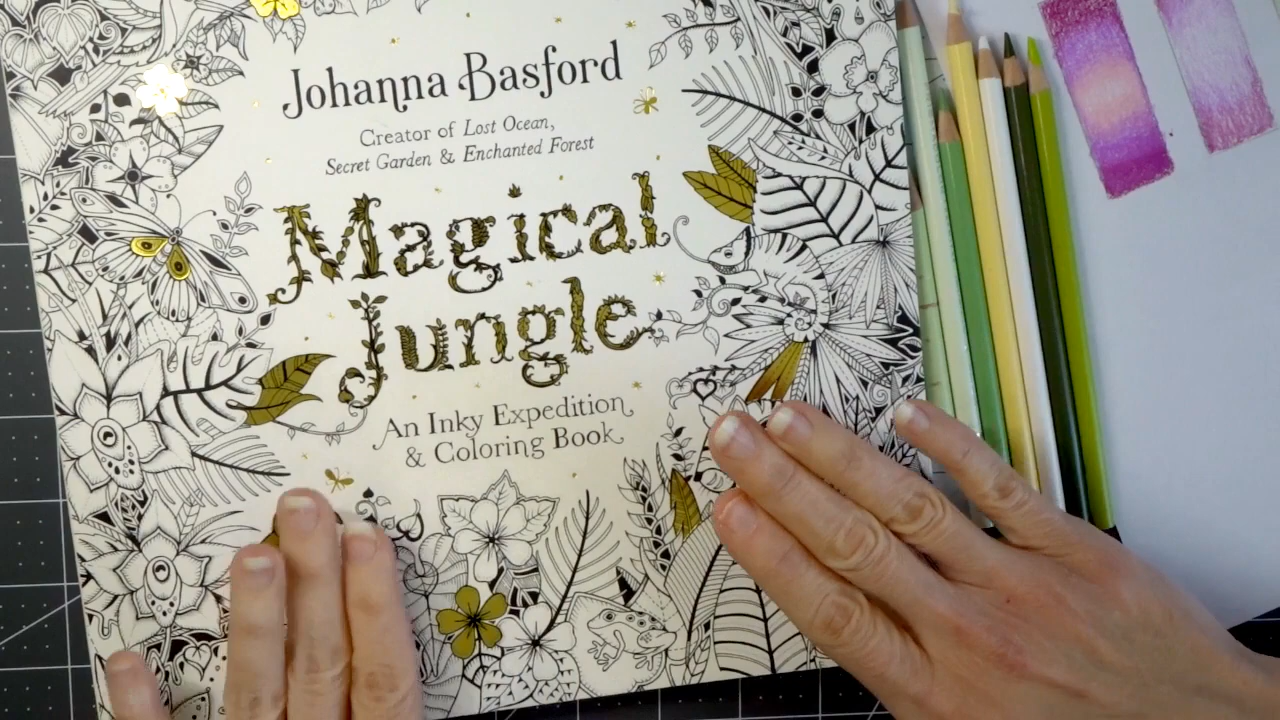 Johanna Basford
Creator of Lost Ocean,
Secret Garden & Enchanted Forest
Magical
Jungle
An Inky Expedition
& Coloring Book